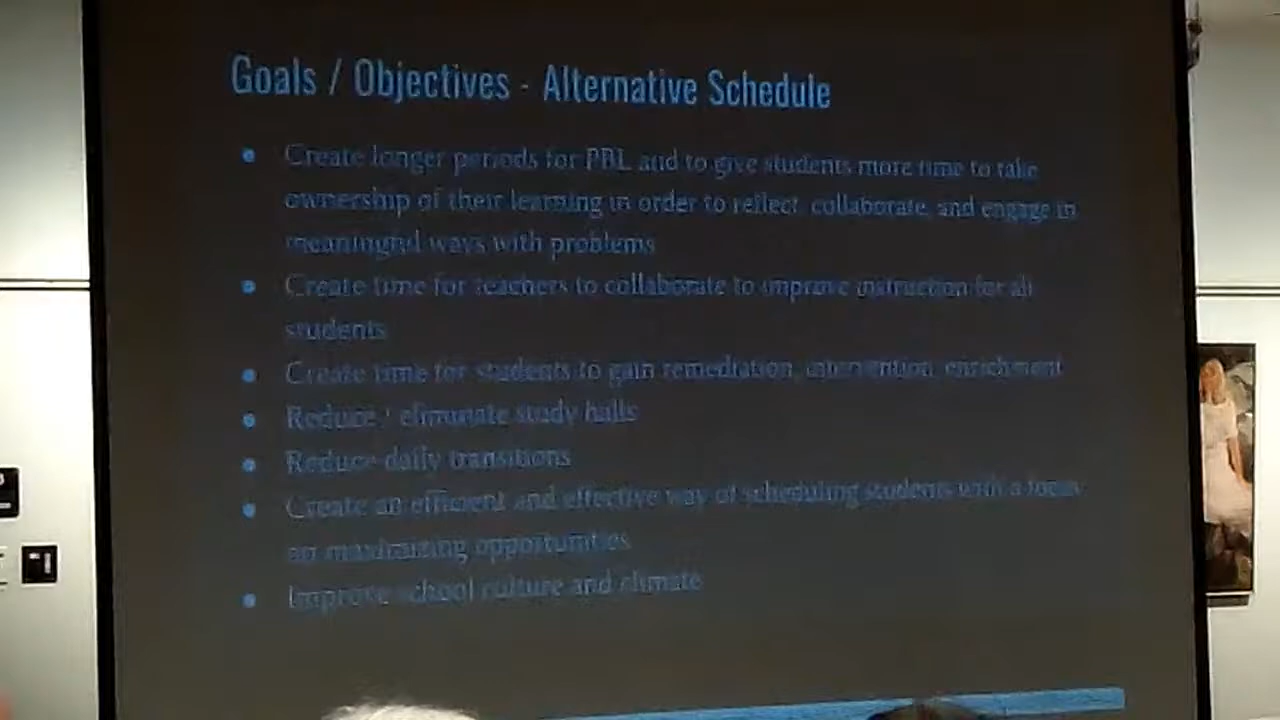 Goals / Objectives - Alternative Schedule
● Create longer periods for PBL and to give students more time to take
ownership of their learning in order to reflect, collaborate, and engage in
meaningful ways with problems
● Create time for teachers to collaborate to improve instruction for all
students
● Create time for students to gain remediation, intervention, enrichment
● Reduce / eliminate study halls
● Reduce daily transitions
● Create an efficient and effective way of scheduling students with a focus
on maximizing opportunities
● Improve school culture and climate